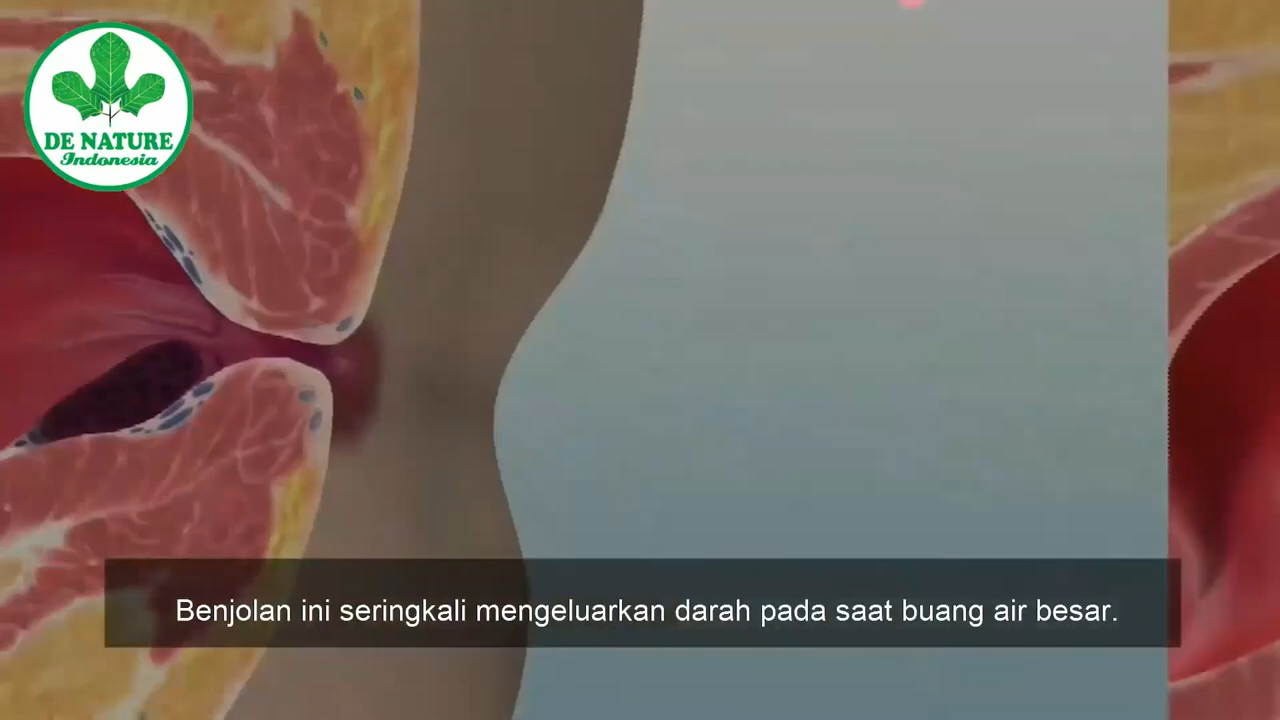 DE NATURE
Indonesia
Benjolan ini seringkali mengeluarkan darah pada saat buang air besar.